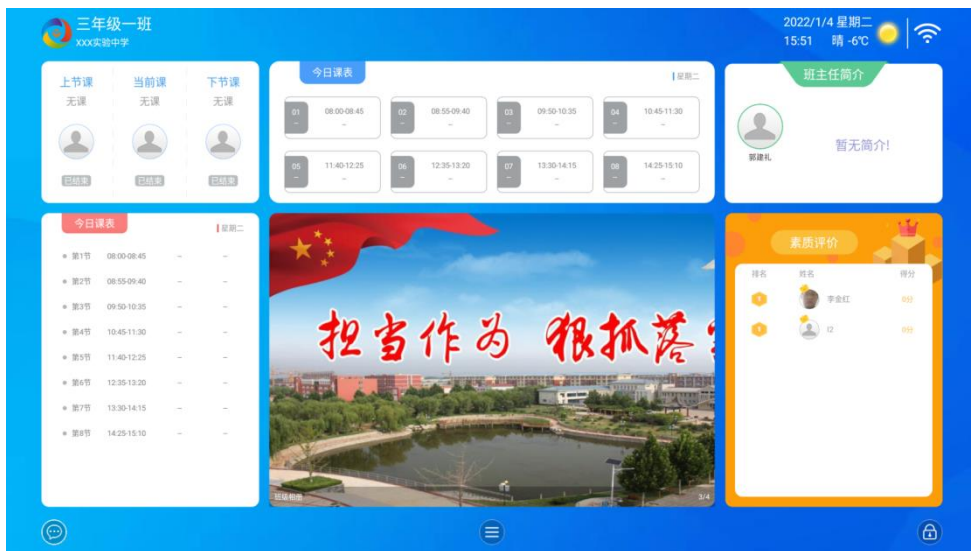 三年级一班
xxx实验中学
2022/1/4 星期二
15:51 晴 -6℃
上节课 当前课 下节课
无课 无课 无课
已结束 已结束 已结束
今日课表
星期二
01 08:00-08:45 02 08:55-09:40 03 09:50-10:35 04 10:45-11:30
05 11:40-12:25 06 12:35-13:20 07 13:30-14:15 08 14:25-15:10
班主任简介
郭建礼
暂无简介!
今日课表
星期二
第1节 08:00-08:45 -- --
第2节 08:55-09:40 -- --
第3节 09:50-10:35 -- --
第4节 10:45-11:30 -- --
第5节 11:40-12:25 -- --
第6节 12:35-13:20 -- --
第7节 13:30-14:15 -- --
第8节 14:25-15:10 -- --
担当作为 狠抓落
班级相册
3/4
素质评价
排名 姓名 得分
李金红 0分
0分